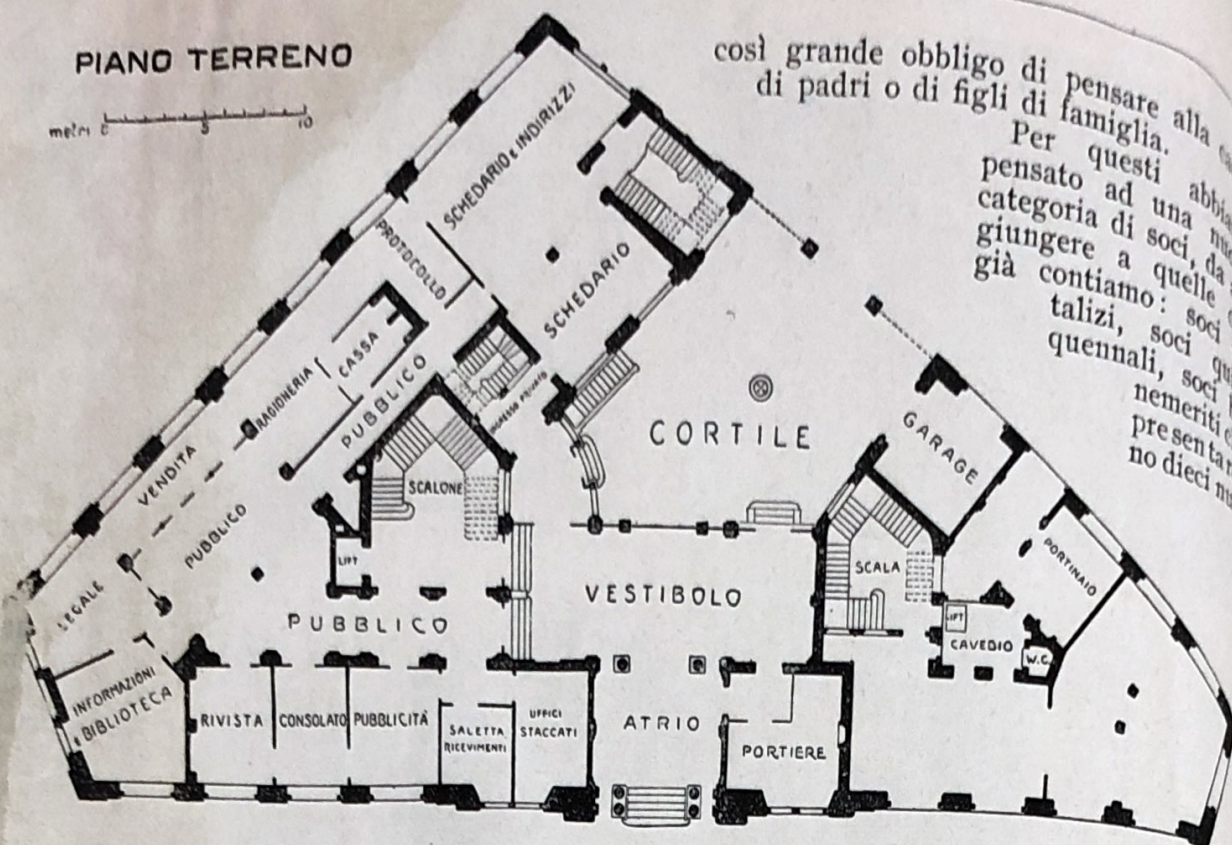 PIANO TERRENO
metri 0 5 10
così grande obbligo di pensare alla
di padri o di figli di famiglia.
Per questi
pensato ad una
categoria di soci, da
giungere a quelle
già contiamo: soci
talizi, soci
quennali, soci
nemeriti
presentan
no dieci
SCHEDARIO E INDIRIZZI
PROTOCOLLO
SCHEDARIO
CASSA
RAGIONERIA
PUBBLICO
INGRESSO PRIVATO
CORTILE
GARAGE
VENDITA
SCALONE
PUBBLICO
LIFT
SCALA
PORTINAIO
LEGALE
VESTIBOLO
PUBBLICO
LIFT
CAVEDIO
W.C.
INFORMAZIONI
e BIBLIOTECA
RIVISTA
CONSOLATO
PUBBLICITÀ
SALETTA
RICEVIMENTI
UFFICI
STACCATI
ATRIO
PORTIERE